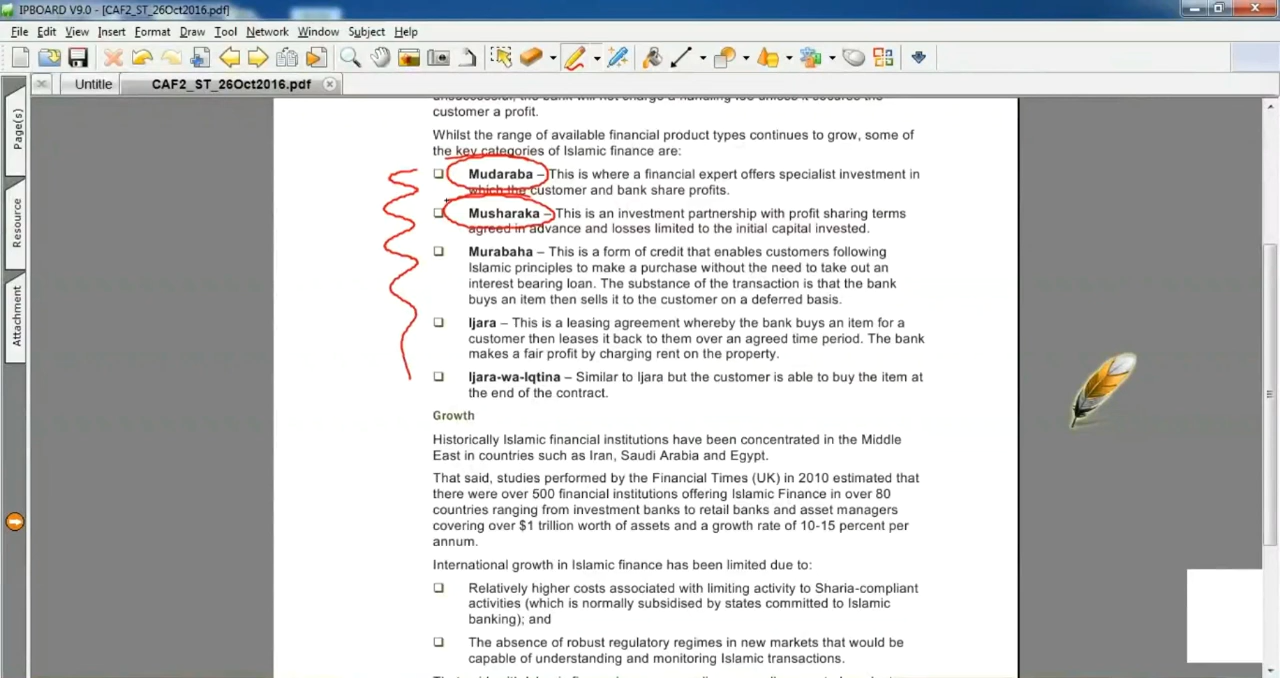 IPBOARD V9.0 - [CAF2_ST_26Oct2016.pdf]
File Edit View Insert Format Draw Tool Network Window Subject Help
Untitle CAF2_ST_26Oct2016.pdf
Page(s)
Resource
Attachment
customer a profit.
Whilst the range of available financial product types continues to grow, some of
the key categories of Islamic finance are:
❑ Mudaraba – This is where a financial expert offers specialist investment in
which the customer and bank share profits.
❑ Musharaka – This is an investment partnership with profit sharing terms
agreed in advance and losses limited to the initial capital invested.
❑ Murabaha – This is a form of credit that enables customers following
Islamic principles to make a purchase without the need to take out an
interest bearing loan. The substance of the transaction is that the bank
buys an item then sells it to the customer on a deferred basis.
❑ Ijara – This is a leasing agreement whereby the bank buys an item for a
customer then leases it back to them over an agreed time period. The bank
makes a fair profit by charging rent on the property.
❑ Ijara-wa-Iqtina – Similar to Ijara but the customer is able to buy the item at
the end of the contract.
Growth
Historically Islamic financial institutions have been concentrated in the Middle
East in countries such as Iran, Saudi Arabia and Egypt.
That said, studies performed by the Financial Times (UK) in 2010 estimated that
there were over 500 financial institutions offering Islamic Finance in over 80
countries ranging from investment banks to retail banks and asset managers
covering over $1 trillion worth of assets and a growth rate of 10-15 percent per
annum.
International growth in Islamic finance has been limited due to:
❑ Relatively higher costs associated with limiting activity to Sharia-compliant
activities (which is normally subsidised by states committed to Islamic
banking); and
❑ The absence of robust regulatory regimes in new markets that would be
capable of understanding and monitoring Islamic transactions.